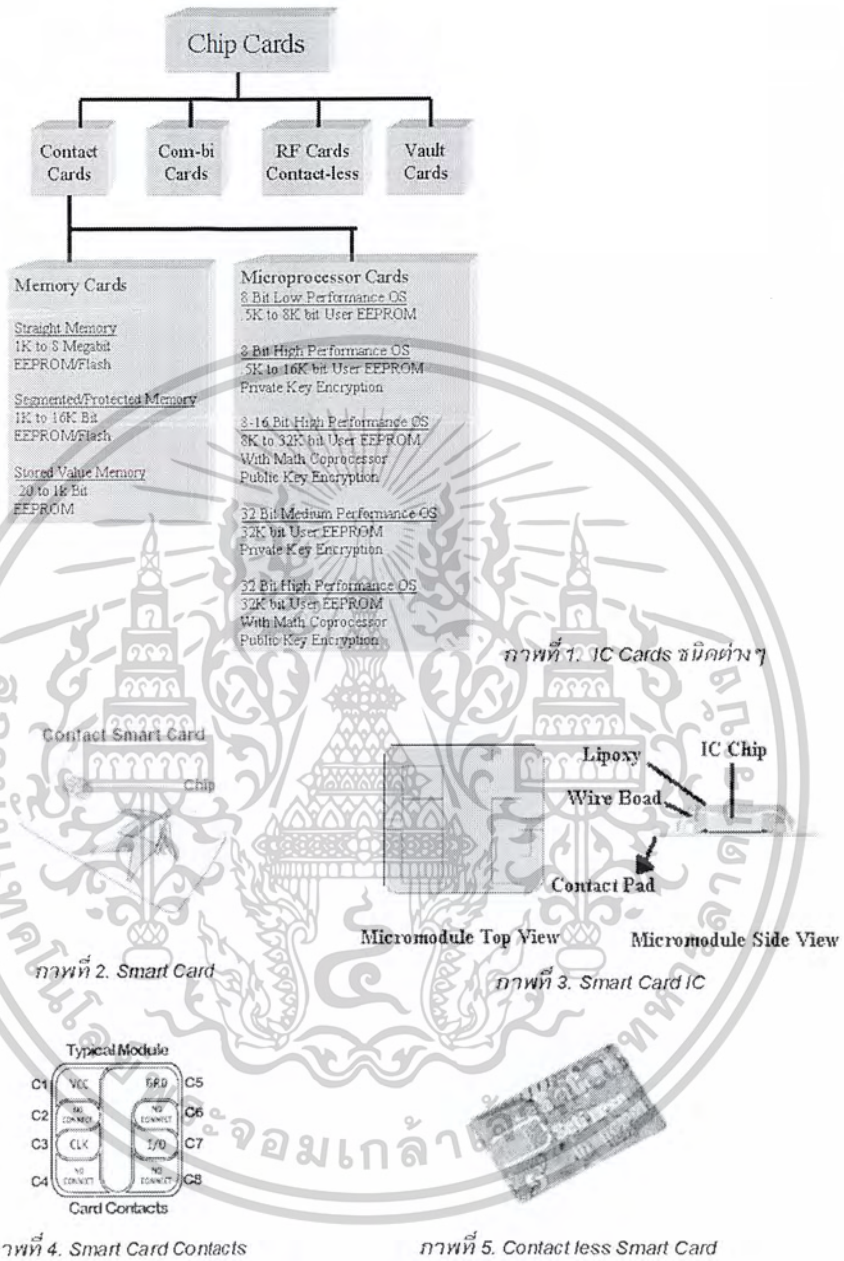 Chip Cards
Contact
Cards
Com-bi
Cards
RF Cards
Contact-less
Vault
Cards
Memory Cards
Straight Memory
1K to 8 Megabit
EEPROM/Flash
Segmented/Protected Memory
1K to 16K Bit
EEPROM/Flash
Stored Value Memory
.20 to 1k Bit
EEPROM
Microprocessor Cards
8 Bit Low Performance OS
.5K to 8K bit User EEPROM
8 Bit High Performance OS
.5K to 16K bit User EEPROM
Private Key Encryption
8-16 Bit High Performance OS
8K to 32K bit User EEPROM
With Math Coprocessor
Public Key Encryption
32 Bit Medium Performance OS
32K bit User EEPROM
Private Key Encryption
32 Bit High Performance OS
32K bit User EEPROM
With Math Coprocessor
Public Key Encryption
ภาพที่ 1. IC Cards ชนิดต่างๆ
Contact Smart Card
Chip
ภาพที่ 2. Smart Card
Lipoxy
IC Chip
Wire Boad
Contact Pad
Micromodule Top View
Micromodule Side View
ภาพที่ 3. Smart Card IC
Typical Module
C1 VCC GRD C5
C2 NO CONNECT NO CONNECT C6
C3 CLK I/O C7
C4 NO CONNECT NO CONNECT C8
Card Contacts
าพที่ 4. Smart Card Contacts
ภาพที่ 5. Contact less Smart Card